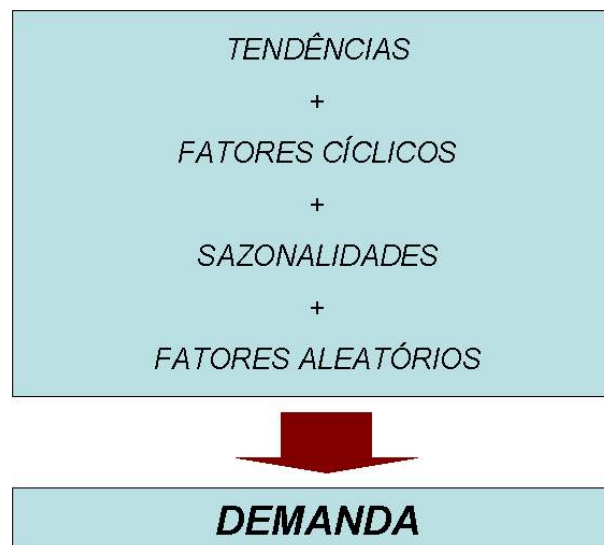 TENDÊNCIAS
+
FATORES CÍCLICOS
+
SAZONALIDADES
+
FATORES ALEATÓRIOS
DEMANDA